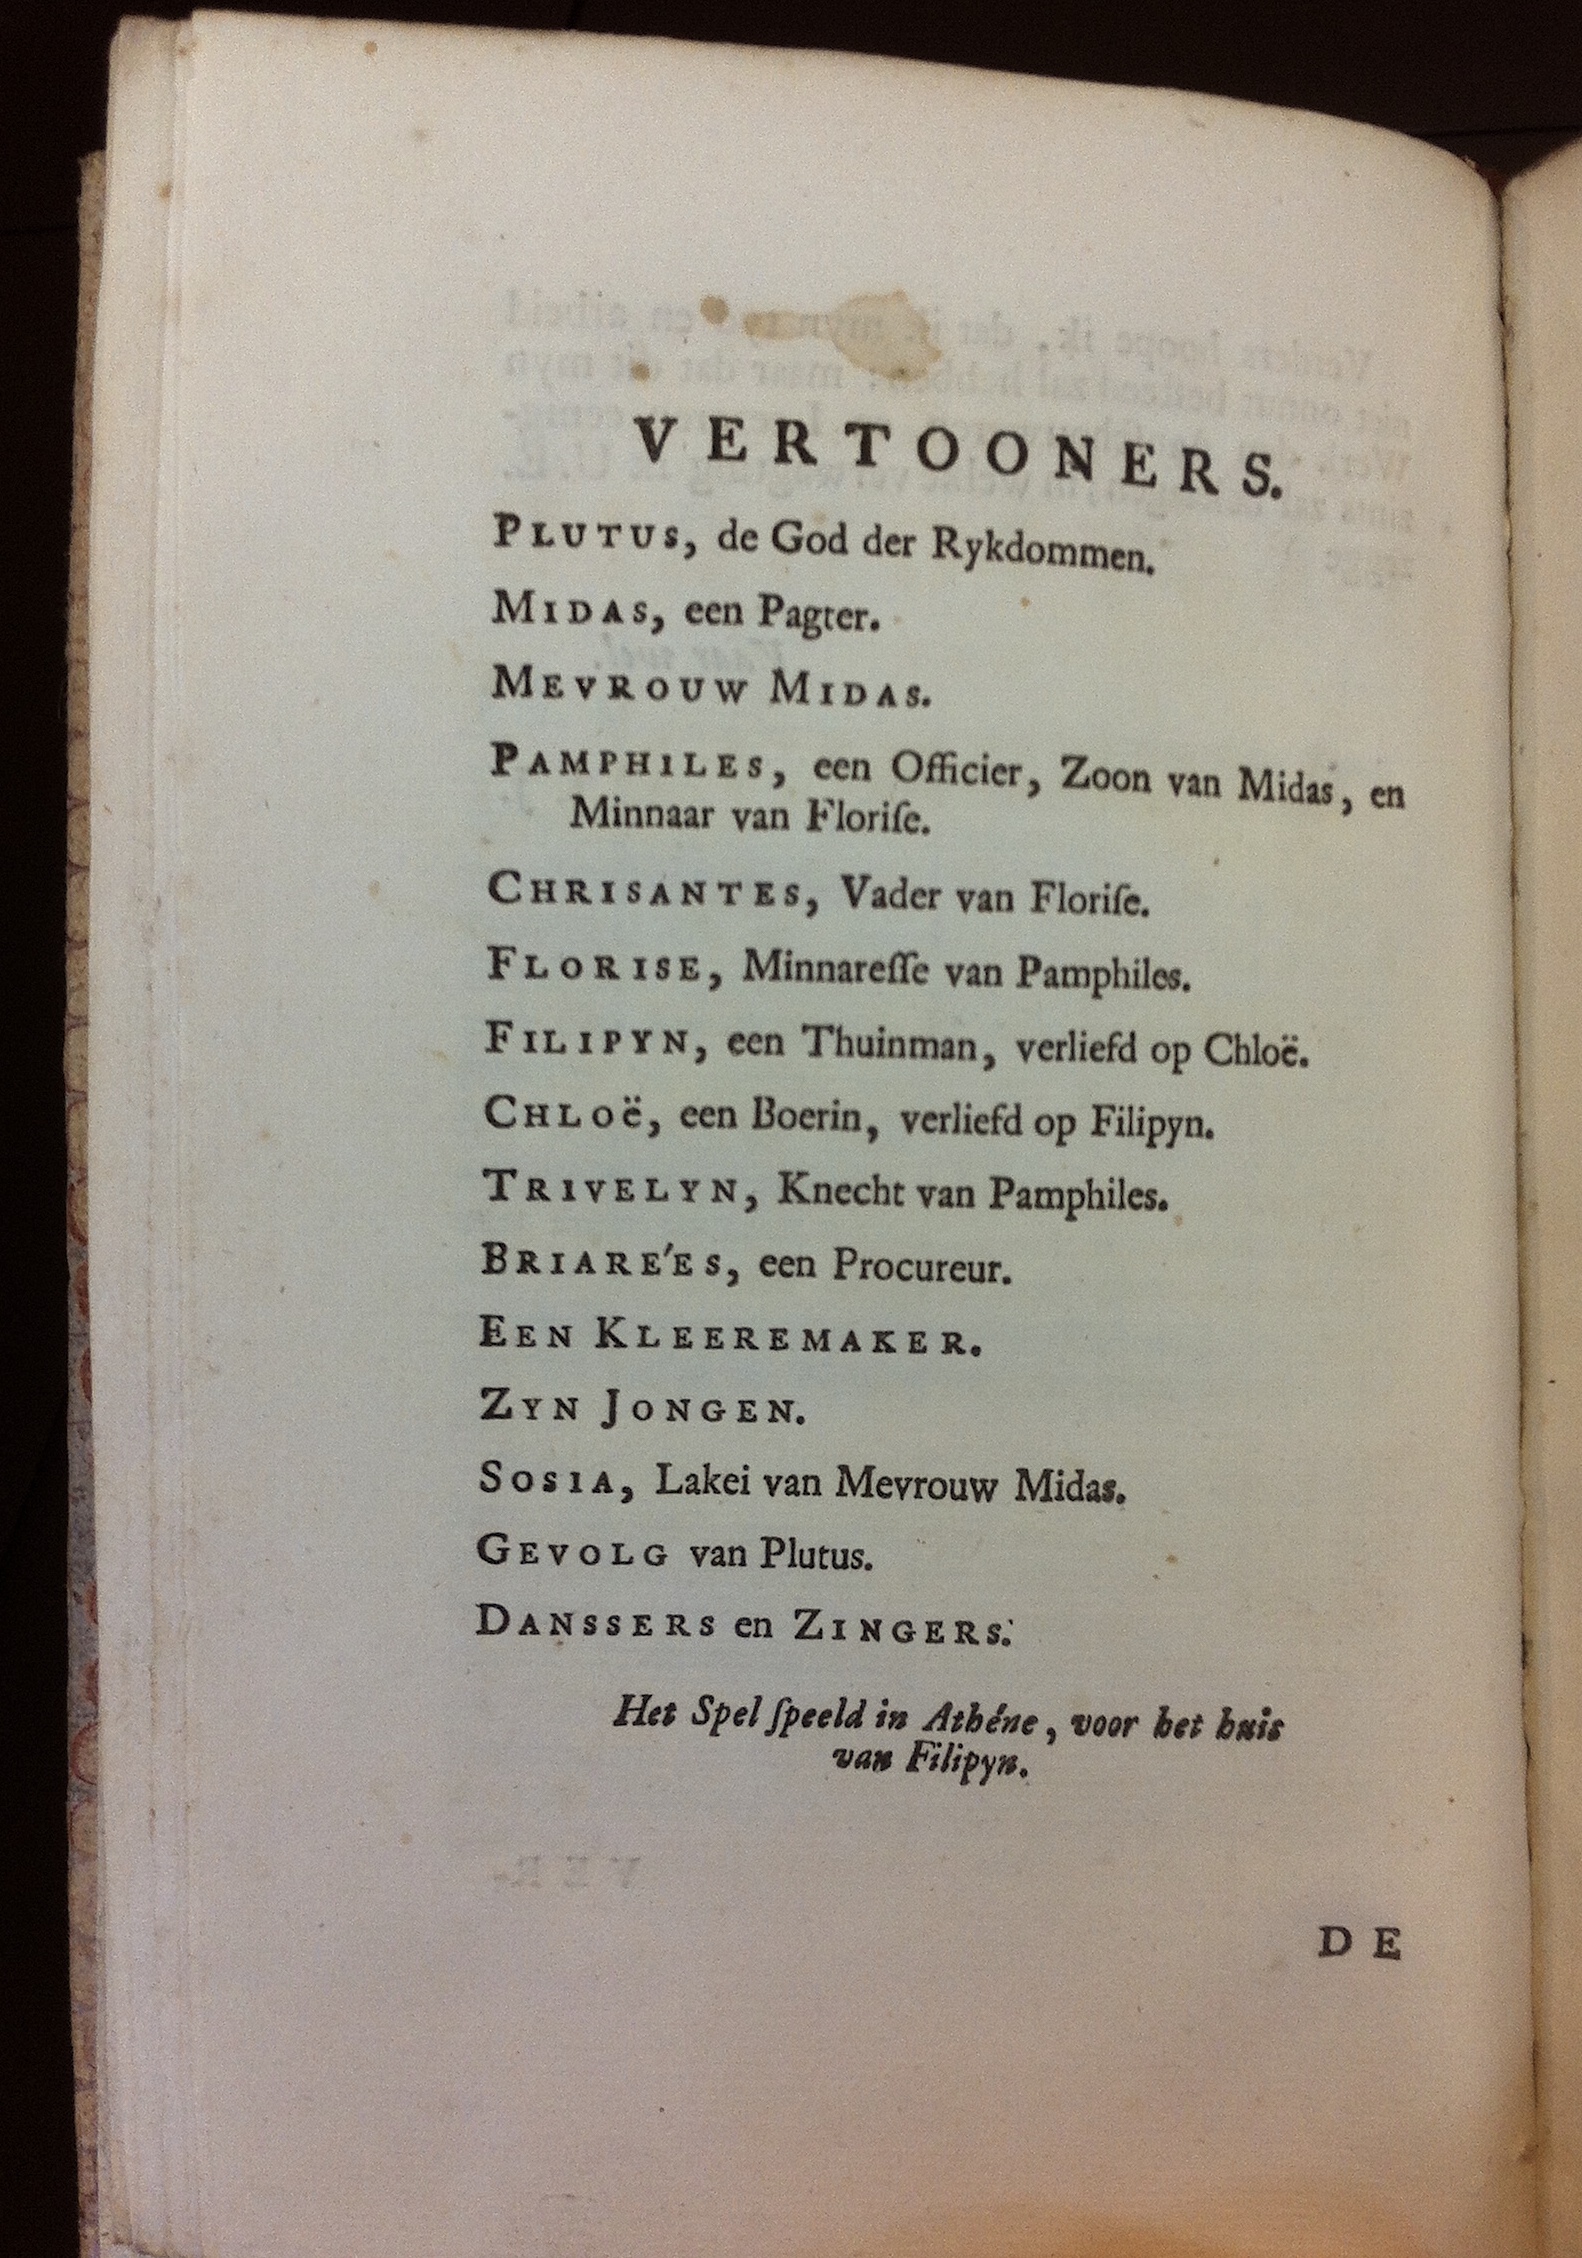 VERTOONERS.
PLUTUS, de God der Rykdommen.
MIDAS, een Pagter.
MEVROUW MIDAS.
PAMPHILES, een Officier, Zoon van Midas, en
Minnaar van Floriſe.
CHRISANTES, Vader van Floriſe.
FLORISE, Minnareſſe van Pamphiles.
FILIPYN, een Thuinman, verliefd op Chloë.
CHLOë, een Boerin, verliefd op Filipyn.
TRIVELYN, Knecht van Pamphiles.
BRIARE'ES, een Procureur.
EEN KLEEREMAKER.
ZYN JONGEN.
SOSIA, Lakei van Mevrouw Midas.
GEVOLG van Plutus.
DANSSERS en ZINGERS.
Het Spel ſpeeld in Athéne, voor het huis
van Filipyn.
DE